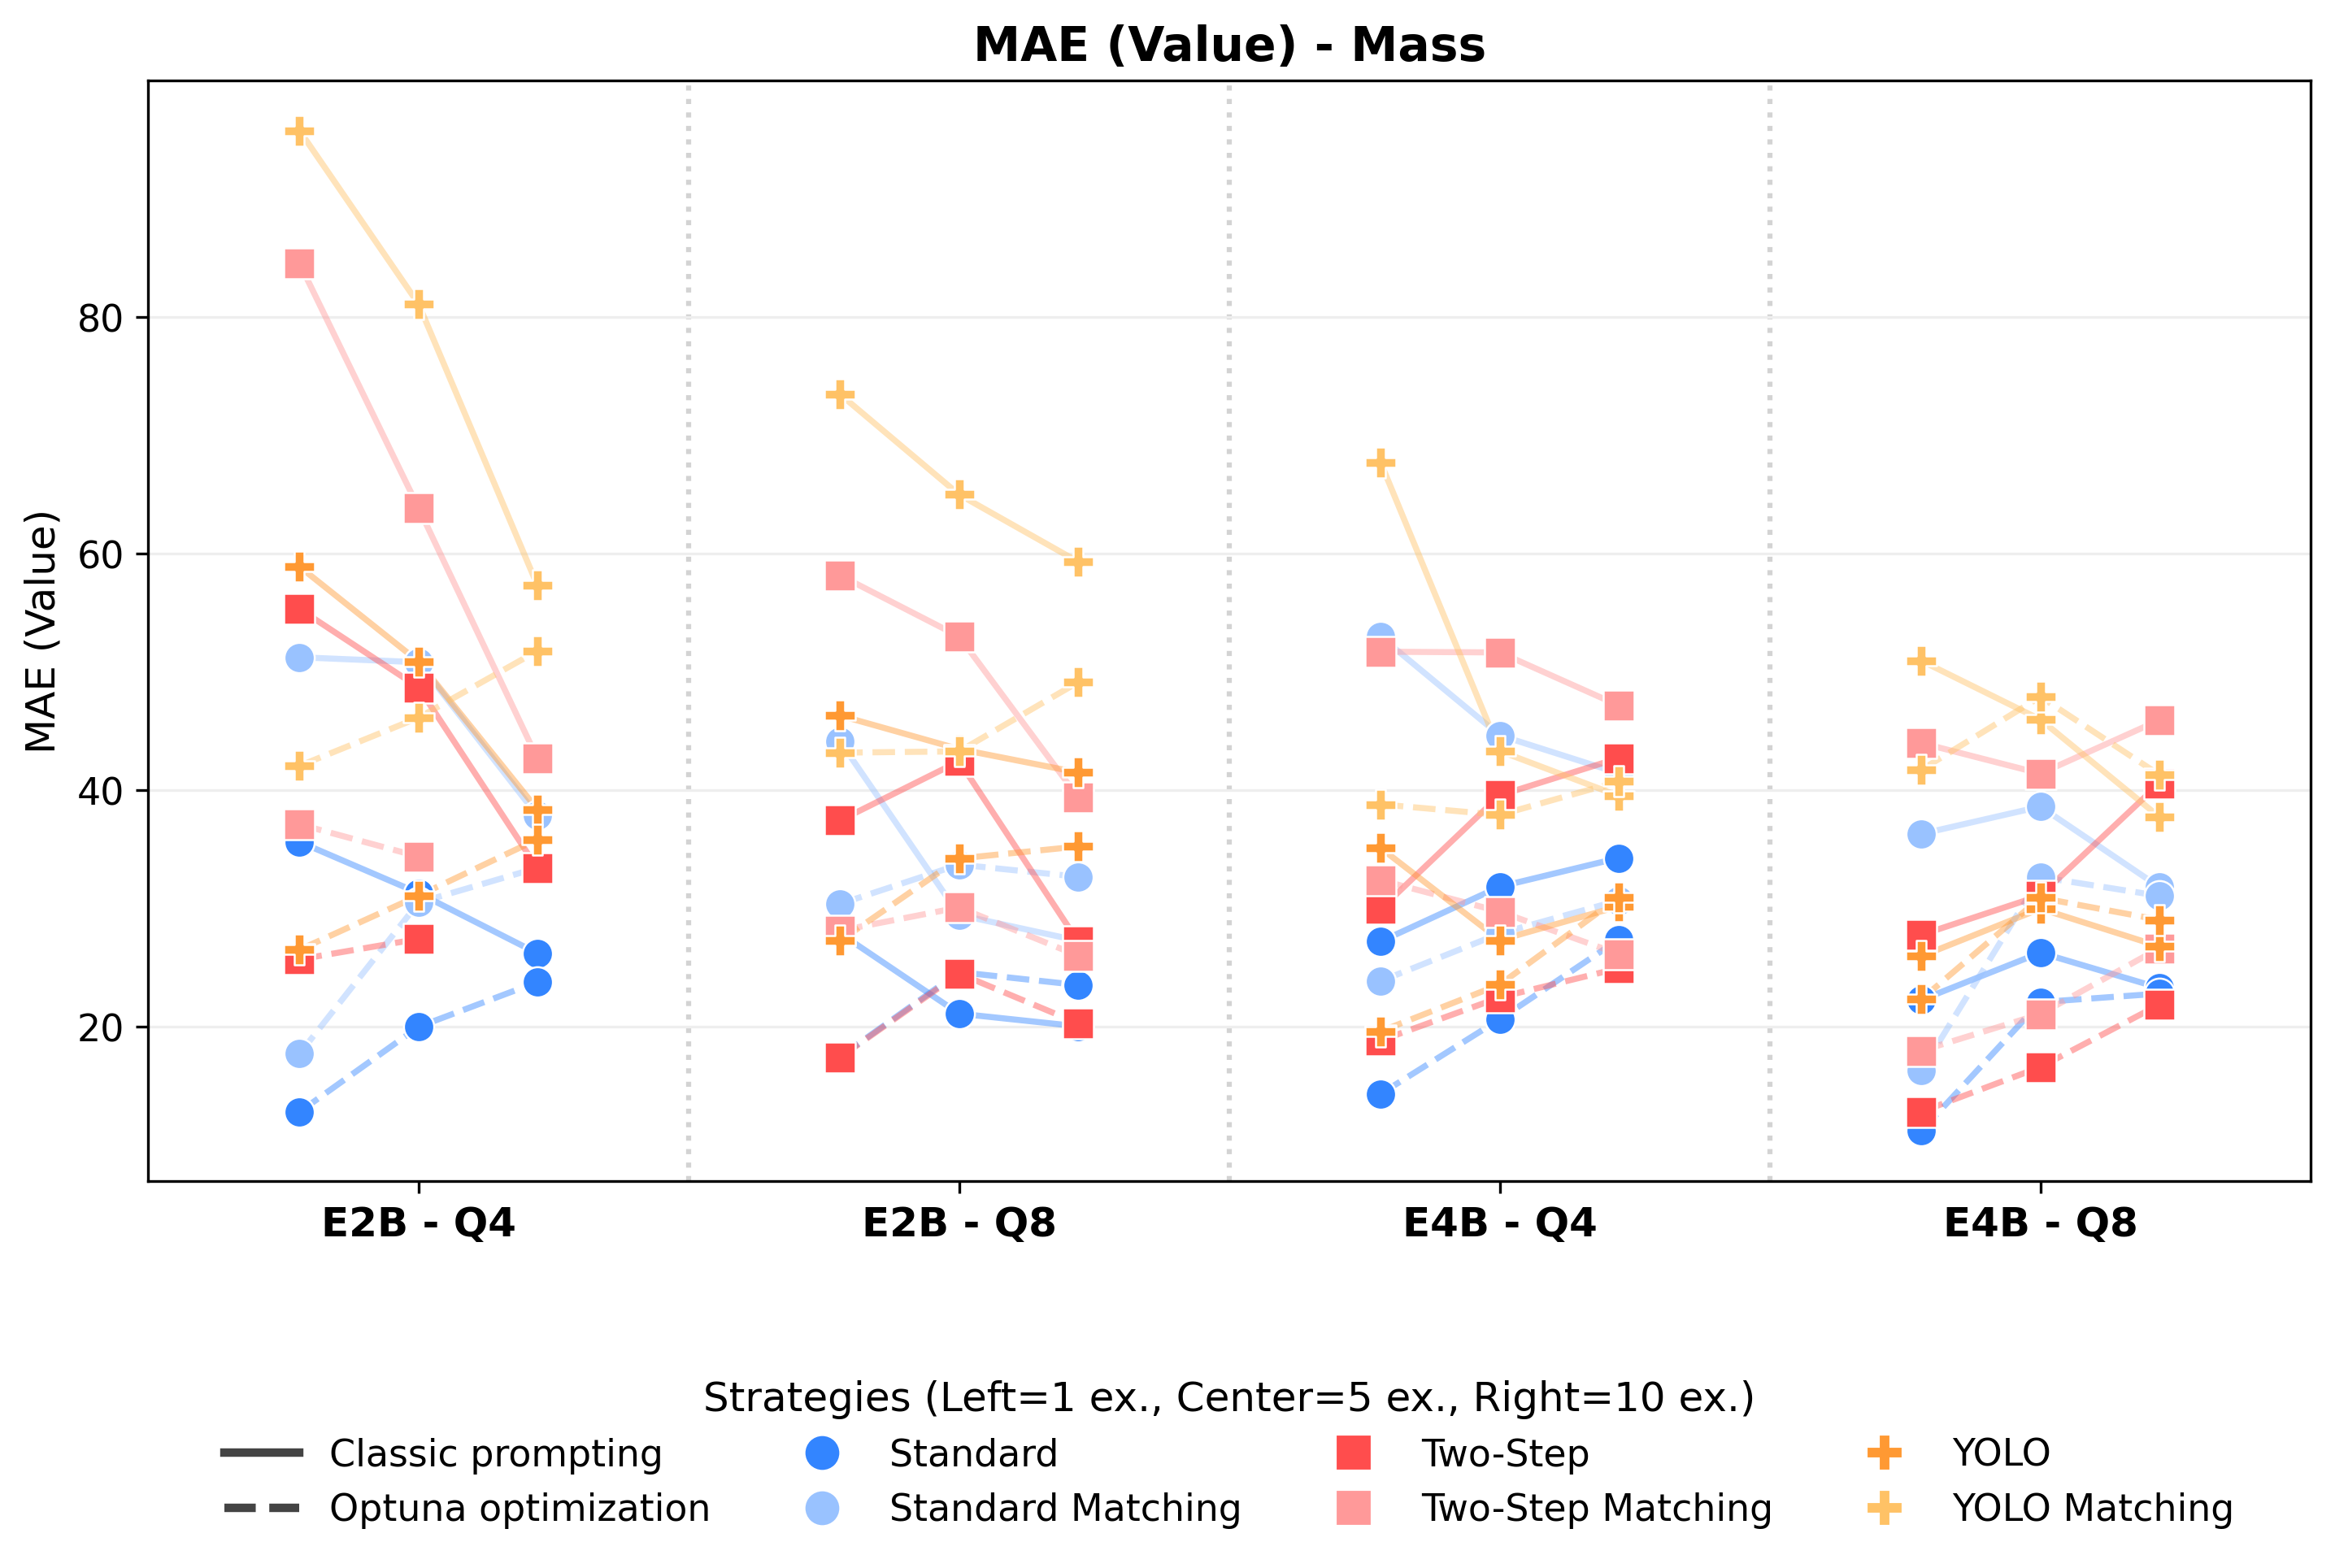 MAE (Value) - Mass
MAE (Value)
80
60
40
20
E2B - Q4
E2B - Q8
E4B - Q4
E4B - Q8
Strategies (Left=1 ex., Center=5 ex., Right=10 ex.)
Classic prompting
Optuna optimization
Standard
Standard Matching
Two-Step
Two-Step Matching
YOLO
YOLO Matching